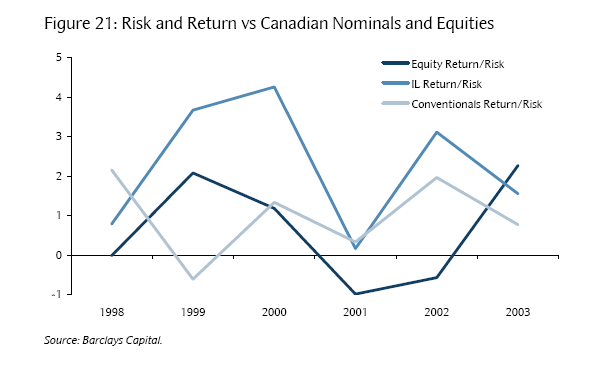 Figure 21: Risk and Return vs Canadian Nominals and Equities
5
Equity Return/Risk
IL Return/Risk
4
Conventionals Return/Risk
3
2
1
0
-1
1998 1999 2000 2001 2002 2003
Source: Barclays Capital.